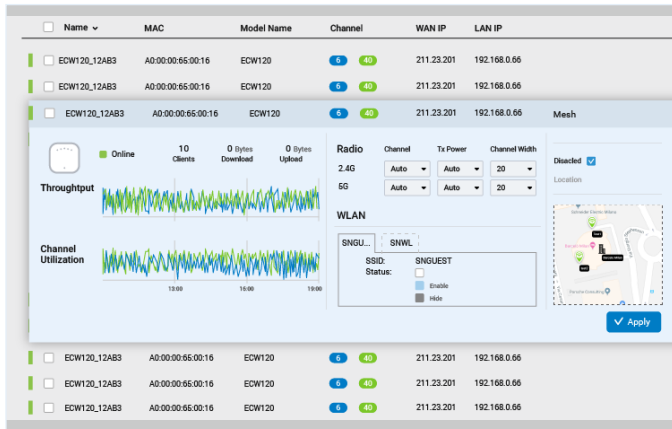 Name MAC Model Name Channel WAN IP LAN IP
ECW120_12AB3 A0:00:00:65:00:16 ECW120 6 40 211.23.201 192.168.0.66
ECW120_12AB3 A0:00:00:65:00:16 ECW120 6 40 211.23.201 192.168.0.66
ECW120_12AB3 A0:00:00:65:00:16 ECW120 6 40 211.23.201 192.168.0.66 Mesh
Online
10 Clients
0 Bytes Download
0 Bytes Upload
Throughtput
Channel
Utilization
13:00 15:00 19:00
Radio Channel Tx Power Channel Width
2.4G Auto Auto 20
5G Auto Auto 20
WLAN
SNGU... SNWL
SSID: SNGUEST
Status:
Enable
Hide
Disacled
Location
Apply
ECW120_12AB3 A0:00:00:65:00:16 ECW120 6 40 211.23.201 192.168.0.66
ECW120_12AB3 A0:00:00:65:00:16 ECW120 6 40 211.23.201 192.168.0.66
ECW120_12AB3 A0:00:00:65:00:16 ECW120 6 40 211.23.201 192.168.0.66